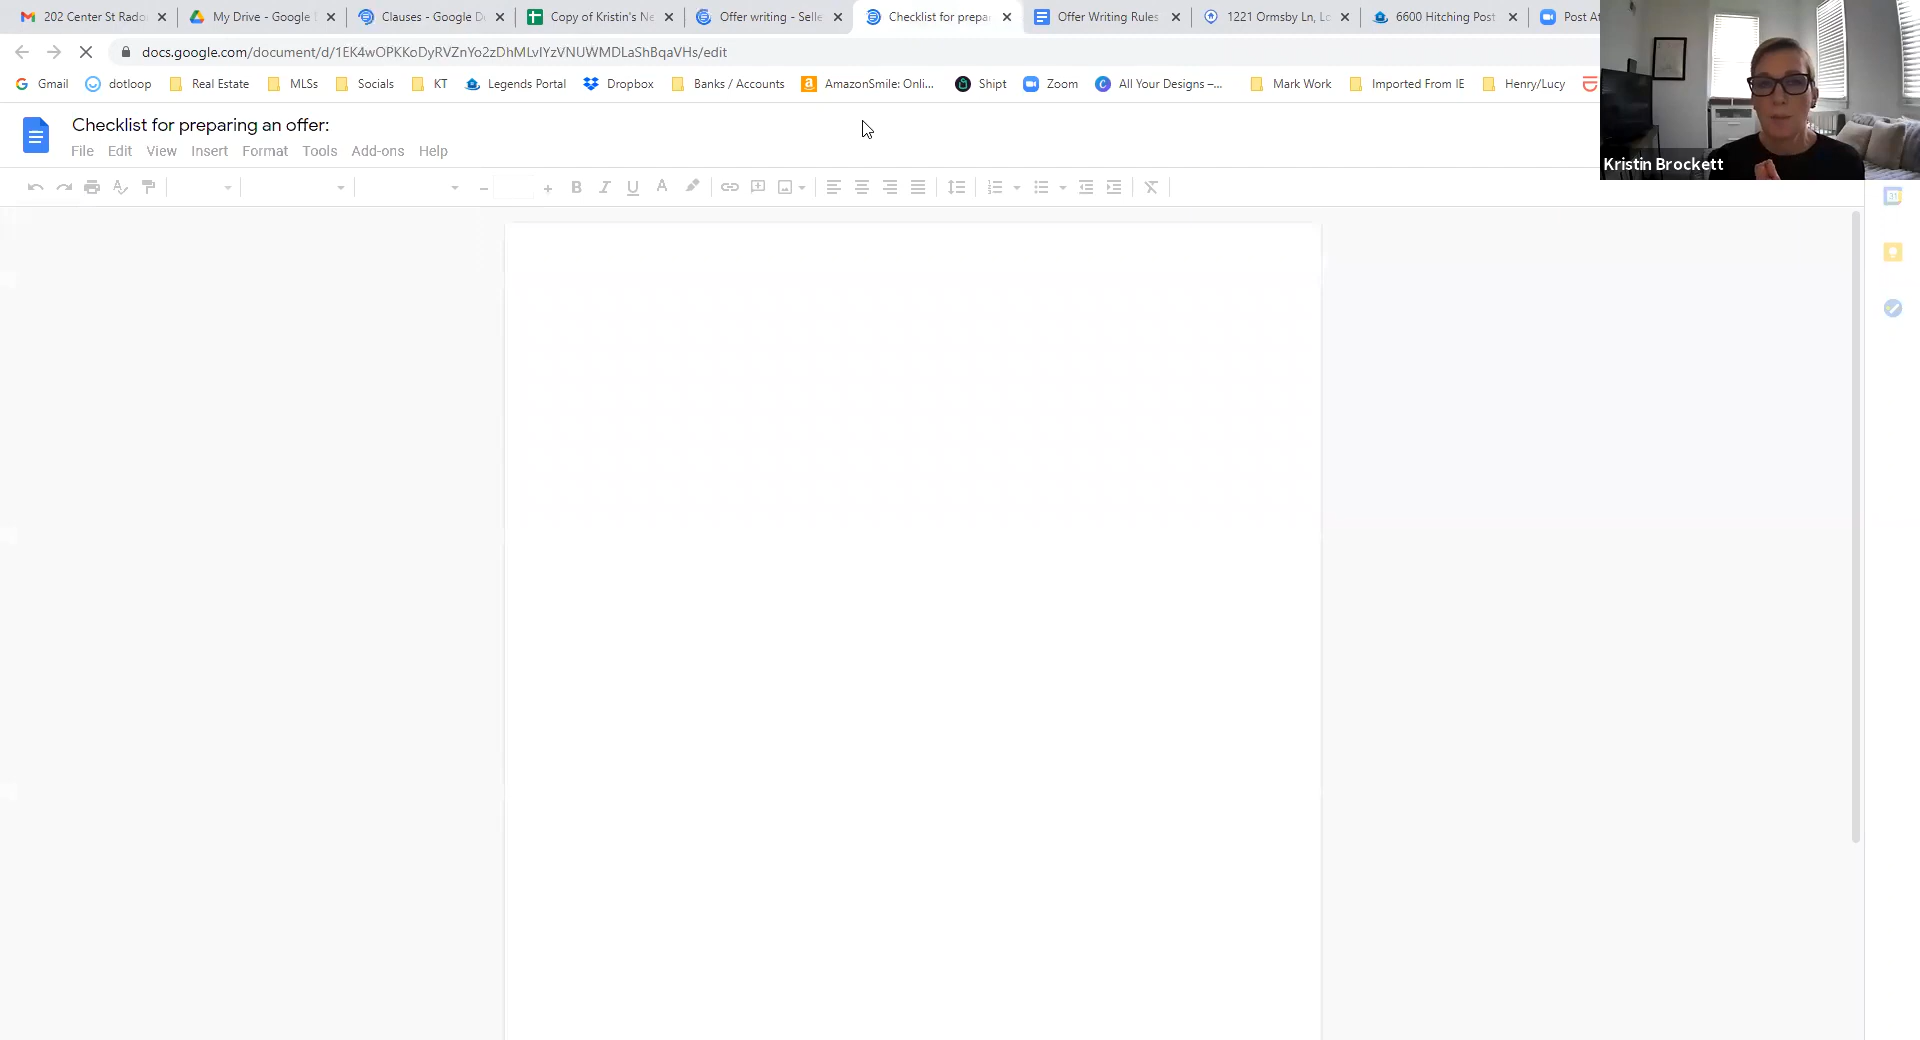 202 Center St Rado
My Drive - Google
Clauses - Google D
Copy of Kristin's Ne
Offer writing - Selle
Checklist for prepa
Offer Writing Rules
1221 Ormsby Ln, Lo
6600 Hitching Post
Post Af
docs.google.com/document/d/1EK4wOPKKoDyRVZnYo2zDhMLvIYzVNUWMDLaShBqaVHs/edit
Gmail
dotloop
Real Estate
MLSs
Socials
KT
Legends Portal
Dropbox
Banks / Accounts
AmazonSmile: Onli...
Shipt
Zoom
All Your Designs –...
Mark Work
Imported From IE
Henry/Lucy
Checklist for preparing an offer:
File Edit View Insert Format Tools Add-ons Help
Kristin Brockett
31